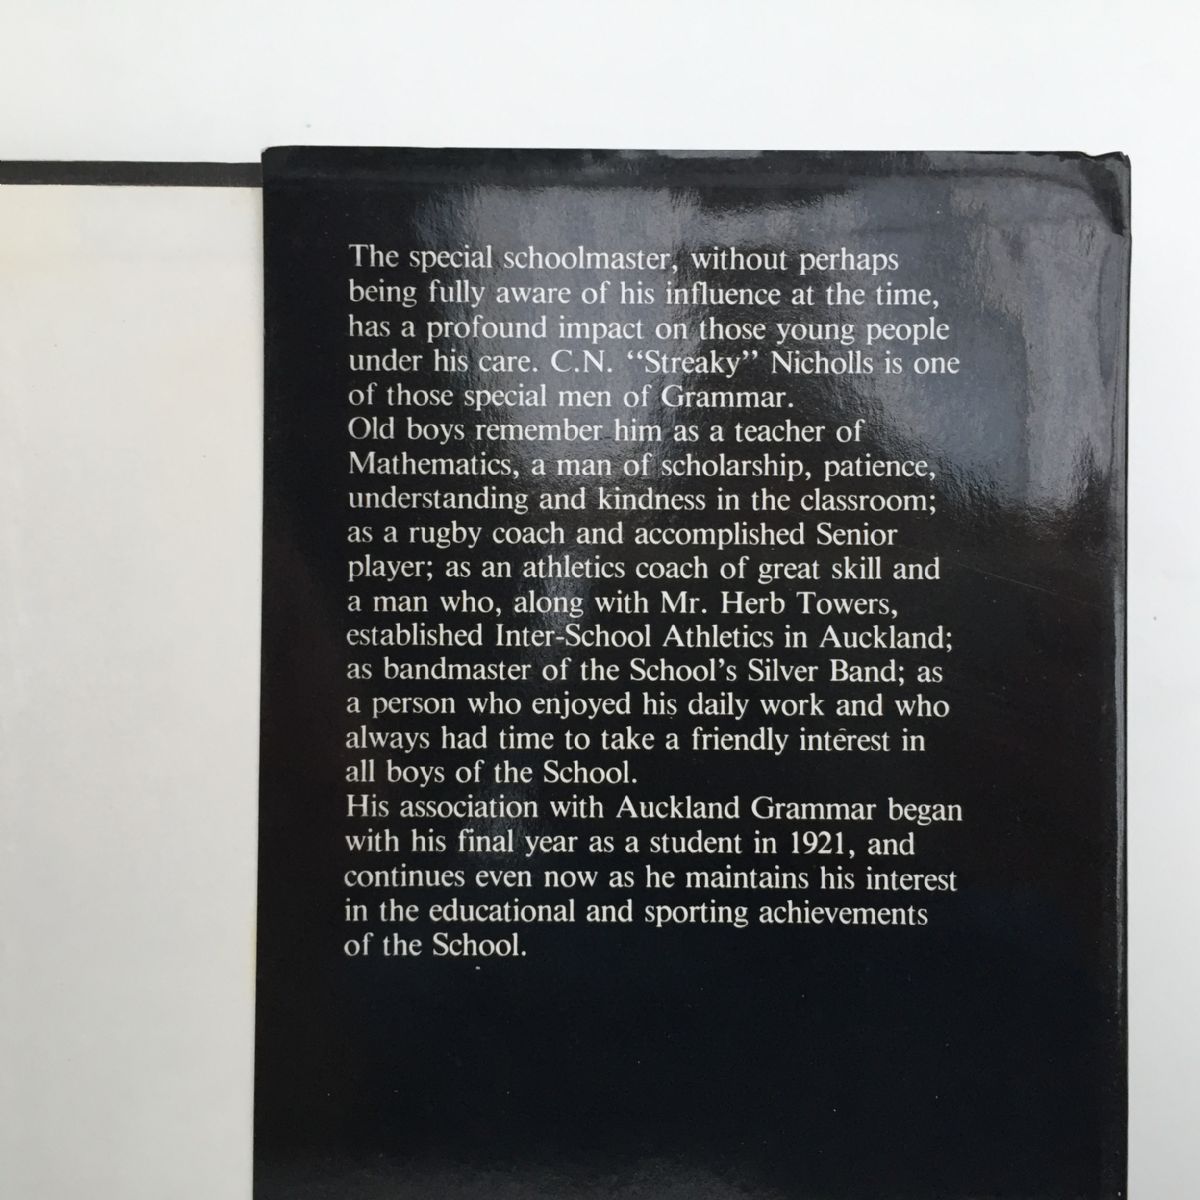 The special schoolmaster, without perhaps
being fully aware of his influence at the time,
has a profound impact on those young people
under his care. C.N. “Streaky” Nicholls is one
of those special men of Grammar.
Old boys remember him as a teacher of
Mathematics, a man of scholarship, patience,
understanding and kindness in the classroom;
as a rugby coach and accomplished Senior
player; as an athletics coach of great skill and
a man who, along with Mr. Herb Towers,
established Inter-School Athletics in Auckland;
as bandmaster of the School’s Silver Band; as
a person who enjoyed his daily work and who
always had time to take a friendly interest in
all boys of the School.
His association with Auckland Grammar began
with his final year as a student in 1921, and
continues even now as he maintains his interest
in the educational and sporting achievements
of the School.